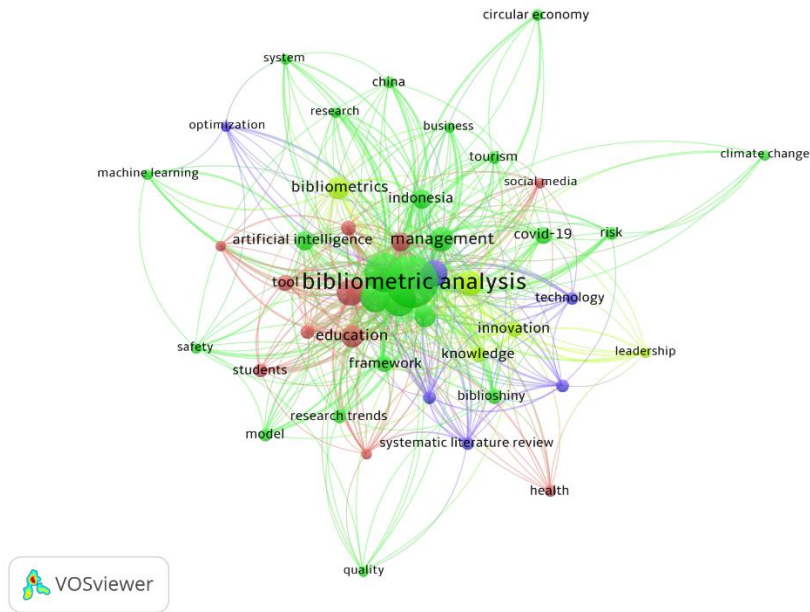 circular economy
system
china
research
optimization
business
tourism
climate change
machine learning
social media
bibliometrics
indonesia
artificial intelligence
management
covid-19
risk
tool
bibliometric analysis
technology
innovation
education
safety
knowledge
leadership
framework
students
biblioshiny
research trends
model
systematic literature review
health
quality
VOSviewer